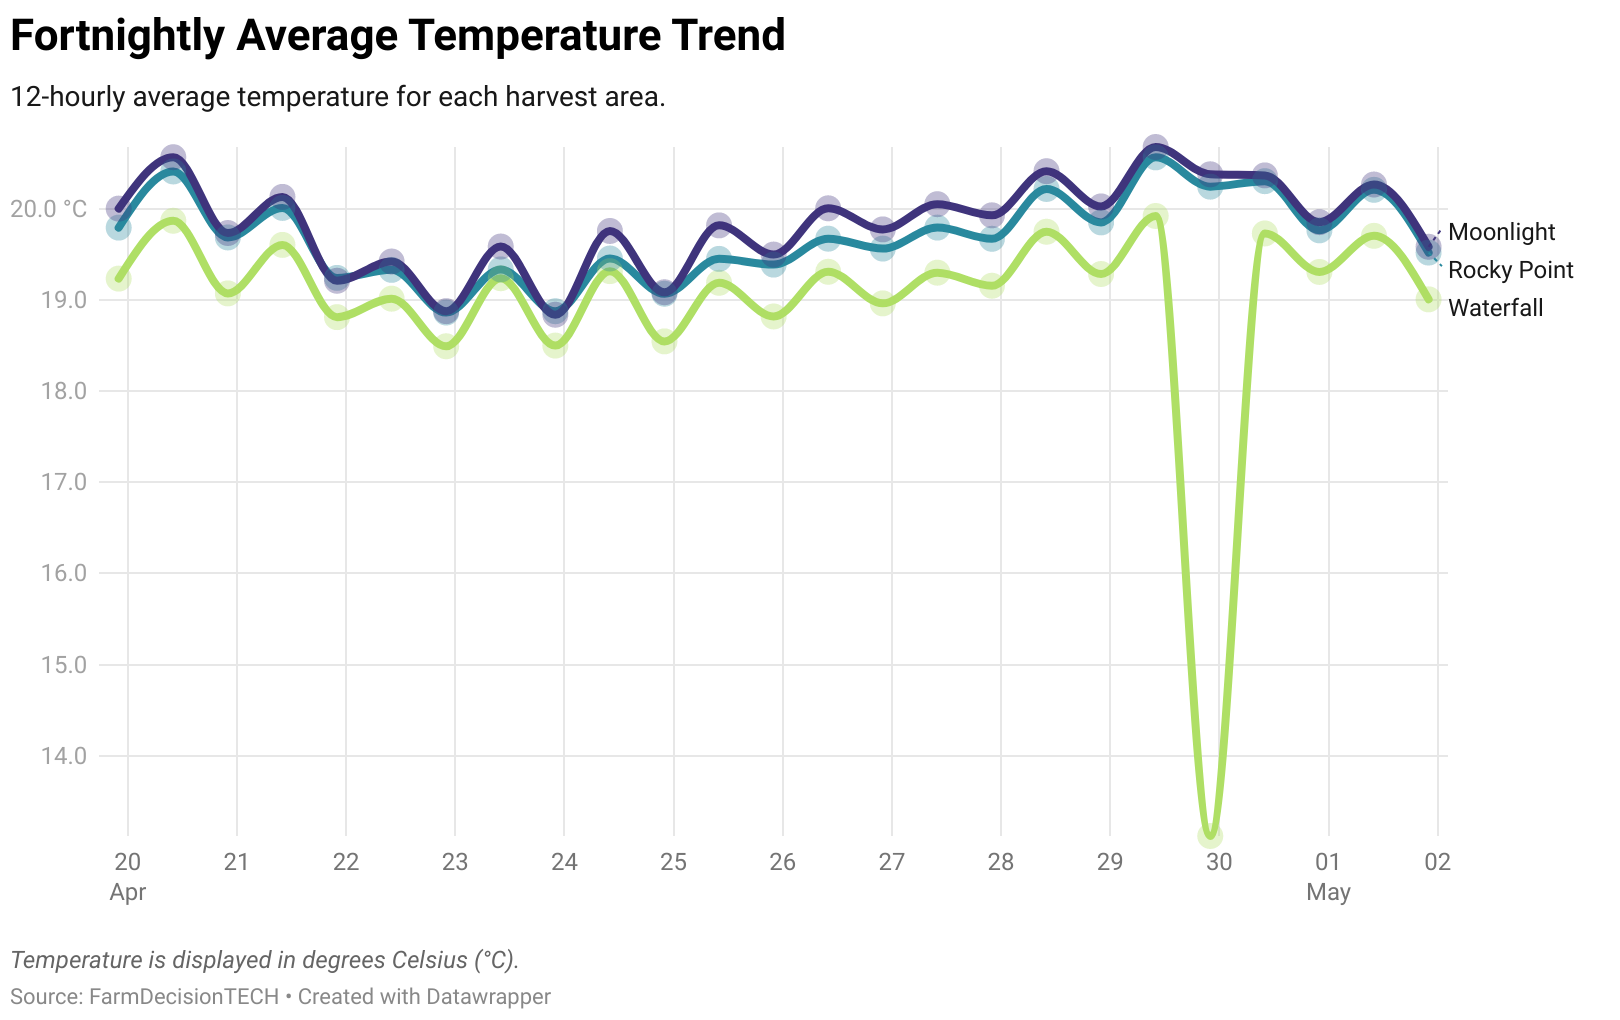 Fortnightly Average Temperature Trend
12-hourly average temperature for each harvest area.
20.0 °C
19.0
18.0
17.0
16.0
15.0
14.0
Moonlight
Rocky Point
Waterfall
20 21 22 23 24 25 26 27 28 29 30 01 02
Apr May
Temperature is displayed in degrees Celsius (°C).
Source: FarmDecisionTECH • Created with Datawrapper